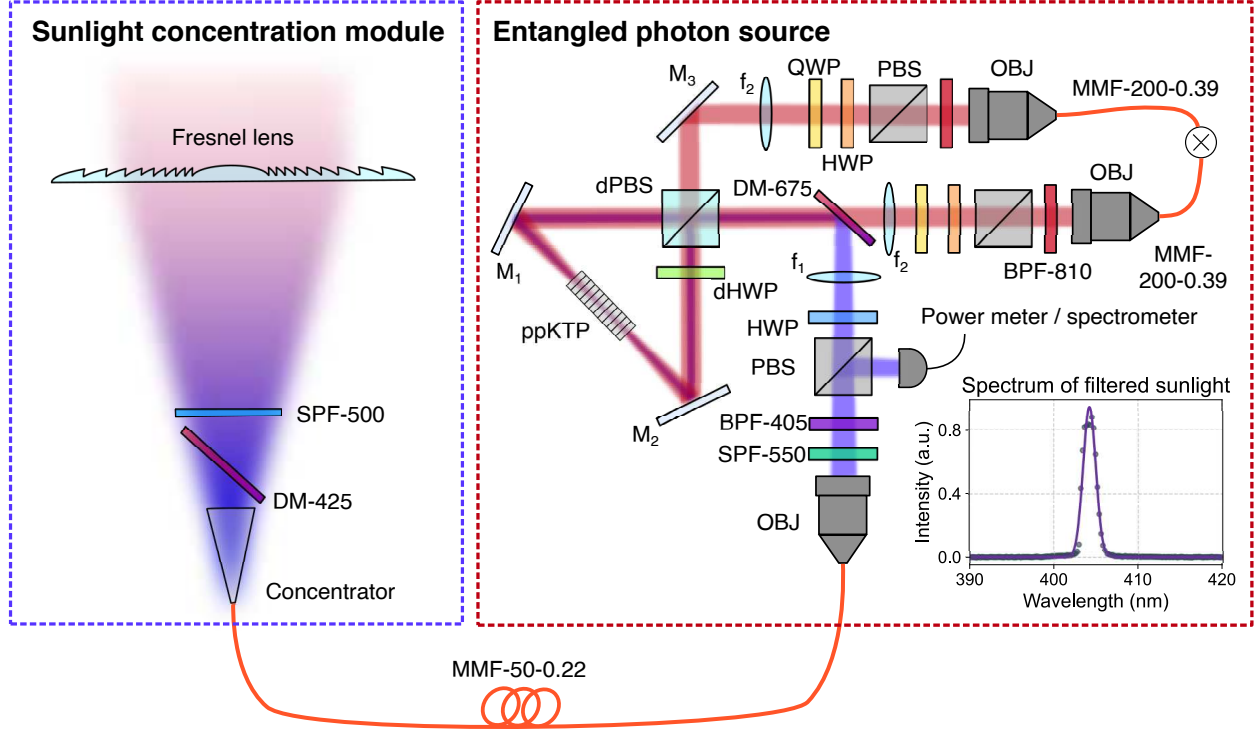 Sunlight concentration module
Fresnel lens
SPF-500
DM-425
Concentrator
MMF-50-0.22
Entangled photon source
M3
f2
QWP
HWP
PBS
OBJ
MMF-200-0.39
dPBS
DM-675
f2
BPF-810
OBJ
MMF-
200-0.39
M1
ppKTP
dHWP
M2
f1
HWP
PBS
Power meter / spectrometer
BPF-405
SPF-550
OBJ
Spectrum of filtered sunlight
Intensity (a.u.)
0.8
0.4
0.0
390 400 410 420
Wavelength (nm)